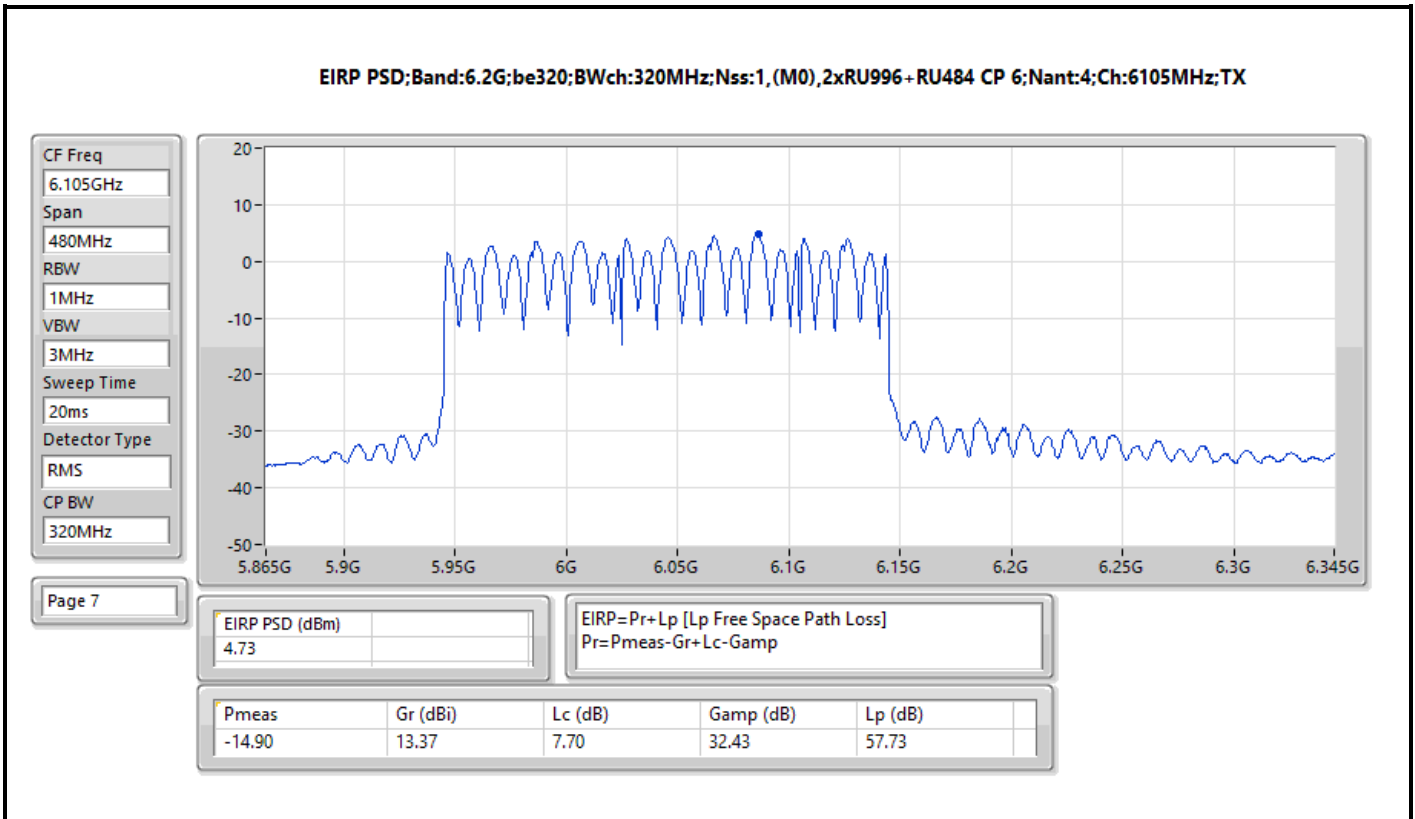 EIRP PSD;Band:6.2G;be320;BWch:320MHz;Nss:1,(M0),2xRU996+RU484 CP 6;Nant:4;Ch:6105MHz;TX
CF Freq
6.105GHz
Span
480MHz
RBW
1MHz
VBW
3MHz
Sweep Time
20ms
Detector Type
RMS
CP BW
320MHz
Page 7
20
10
0
-10
-20
-30
-40
-50
5.865G 5.9G 5.95G 6G 6.05G 6.1G 6.15G 6.2G 6.25G 6.3G 6.345G
EIRP PSD (dBm)
4.73
EIRP=Pr+Lp [Lp Free Space Path Loss]
Pr=Pmeas-Gr+Lc-Gamp
Pmeas Gr (dBi) Lc (dB) Gamp (dB) Lp (dB)
-14.90 13.37 7.70 32.43 57.73